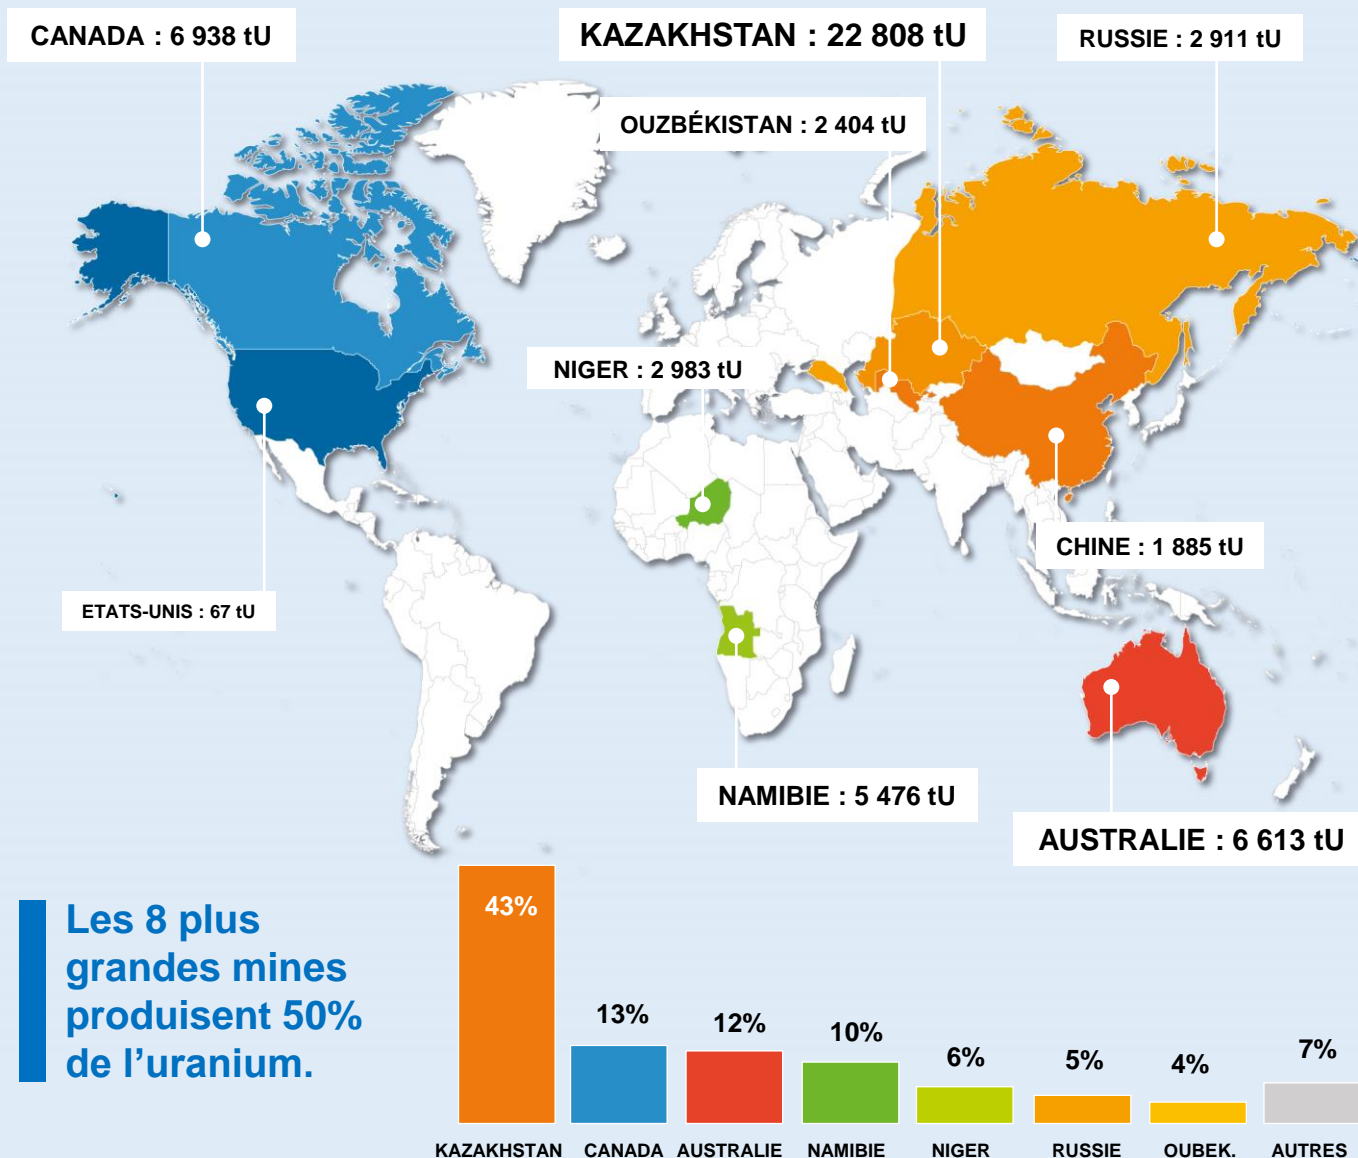 CANADA : 6 938 tU
KAZAKHSTAN : 22 808 tU
RUSSIE : 2 911 tU
OUZBÉKISTAN : 2 404 tU
NIGER : 2 983 tU
CHINE : 1 885 tU
ETATS-UNIS : 67 tU
NAMIBIE : 5 476 tU
AUSTRALIE : 6 613 tU
Les 8 plus
grandes mines
produisent 50%
de l’uranium.
43%
13%
12%
10%
6%
5%
4%
7%
KAZAKHSTAN
CANADA
AUSTRALIE
NAMIBIE
NIGER
RUSSIE
OUBEK.
AUTRES